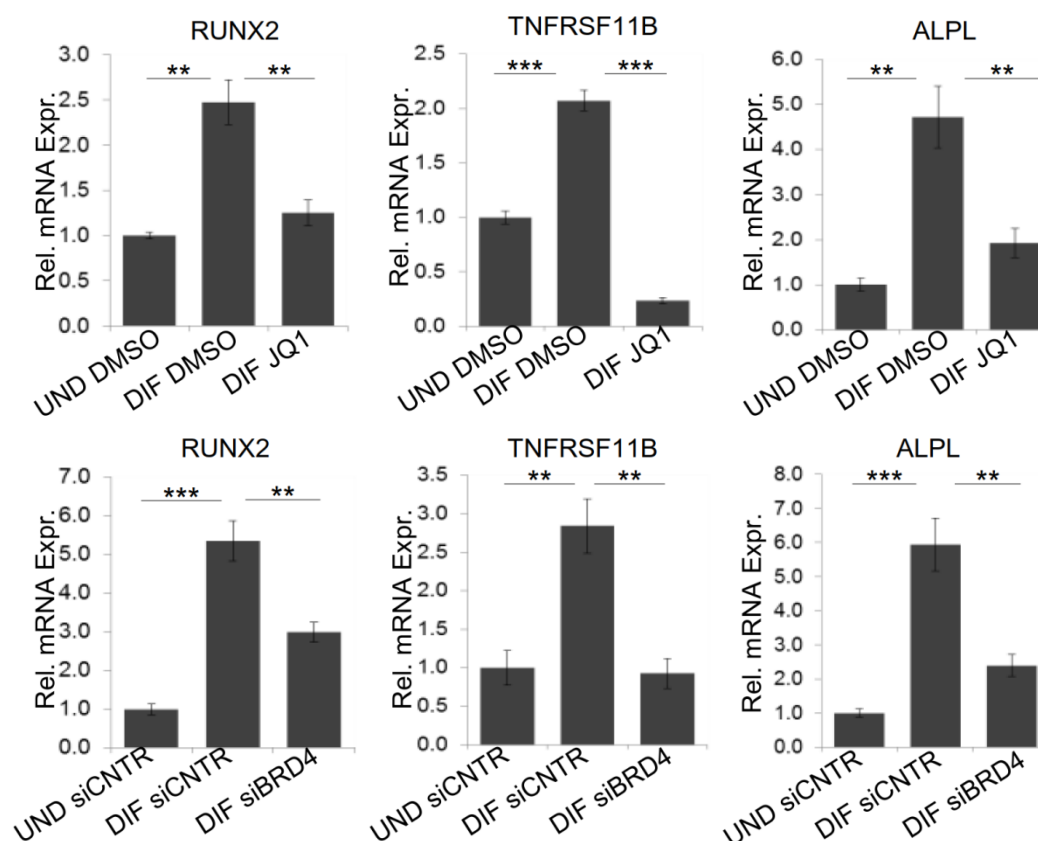 RUNX2
Rel. mRNA Expr.
3.0
2.5
2.0
1.5
1.0
0.5
0.0
** **
UND DMSO
DIF DMSO
DIF JQ1
TNFRSF11B
Rel. mRNA Expr.
2.5
2.0
1.5
1.0
0.5
0.0
*** ***
UND DMSO
DIF DMSO
DIF JQ1
ALPL
Rel. mRNA Expr.
6.0
5.0
4.0
3.0
2.0
1.0
0.0
** **
UND DMSO
DIF DMSO
DIF JQ1
RUNX2
Rel. mRNA Expr.
7.0
6.0
5.0
4.0
3.0
2.0
1.0
0.0
*** **
UND siCNTR
DIF siCNTR
DIF siBRD4
TNFRSF11B
Rel. mRNA Expr.
3.5
3.0
2.5
2.0
1.5
1.0
0.5
0.0
** **
UND siCNTR
DIF siCNTR
DIF siBRD4
ALPL
Rel. mRNA Expr.
8.0
7.0
6.0
5.0
4.0
3.0
2.0
1.0
0.0
*** **
UND siCNTR
DIF siCNTR
DIF siBRD4